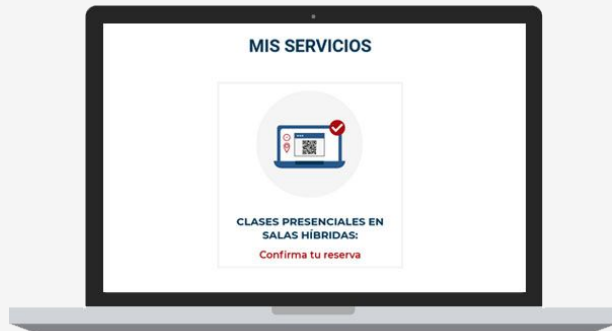 MIS SERVICIOS
CLASES PRESENCIALES EN
SALAS HÍBRIDAS:
Confirma tu reserva